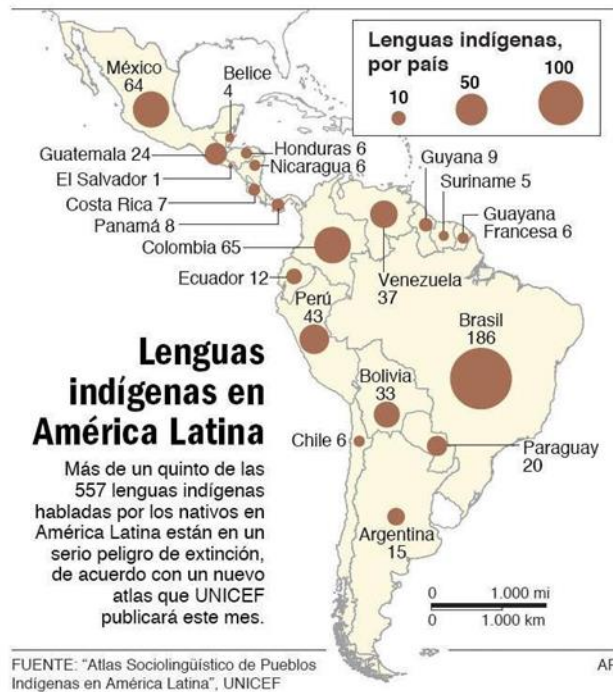 Lenguas indígenas,
por país
10
50
100
México
64
Belice
4
Guatemala 24
Honduras 6
Nicaragua 6
El Salvador 1
Costa Rica 7
Panamá 8
Colombia 65
Ecuador 12
Guyana 9
Suriname 5
Guayana
Francesa 6
Venezuela
37
Perú
43
Brasil
186
Bolivia
33
Chile 6
Paraguay
20
Argentina
15
Lenguas
indígenas en
América Latina
Más de un quinto de las
557 lenguas indígenas
habladas por los nativos en
América Latina están en un
serio peligro de extinción,
de acuerdo con un nuevo
atlas que UNICEF
publicará este mes.
0 1.000 mi
0 1.000 km
FUENTE: "Atlas Sociolingüístico de Pueblos
Indígenas en América Latina", UNICEF
AP